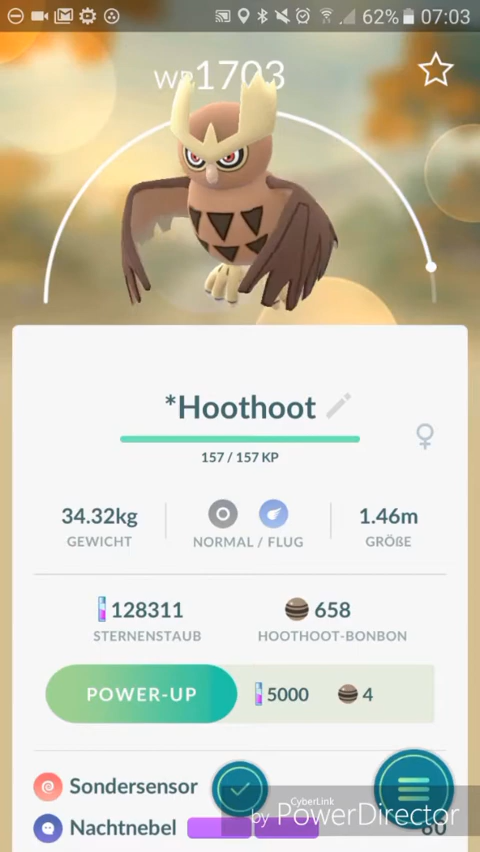 62% 07:03
WP1703
*Hoothoot
157 / 157 KP
34.32kg
GEWICHT
NORMAL / FLUG
1.46m
GRÖßE
128311
STERNENSTAUB
658
HOOTHOOT-BONBON
POWER-UP
5000
4
Sondersensor
Nachtnebel
60
CyberLink
by PowerDirector